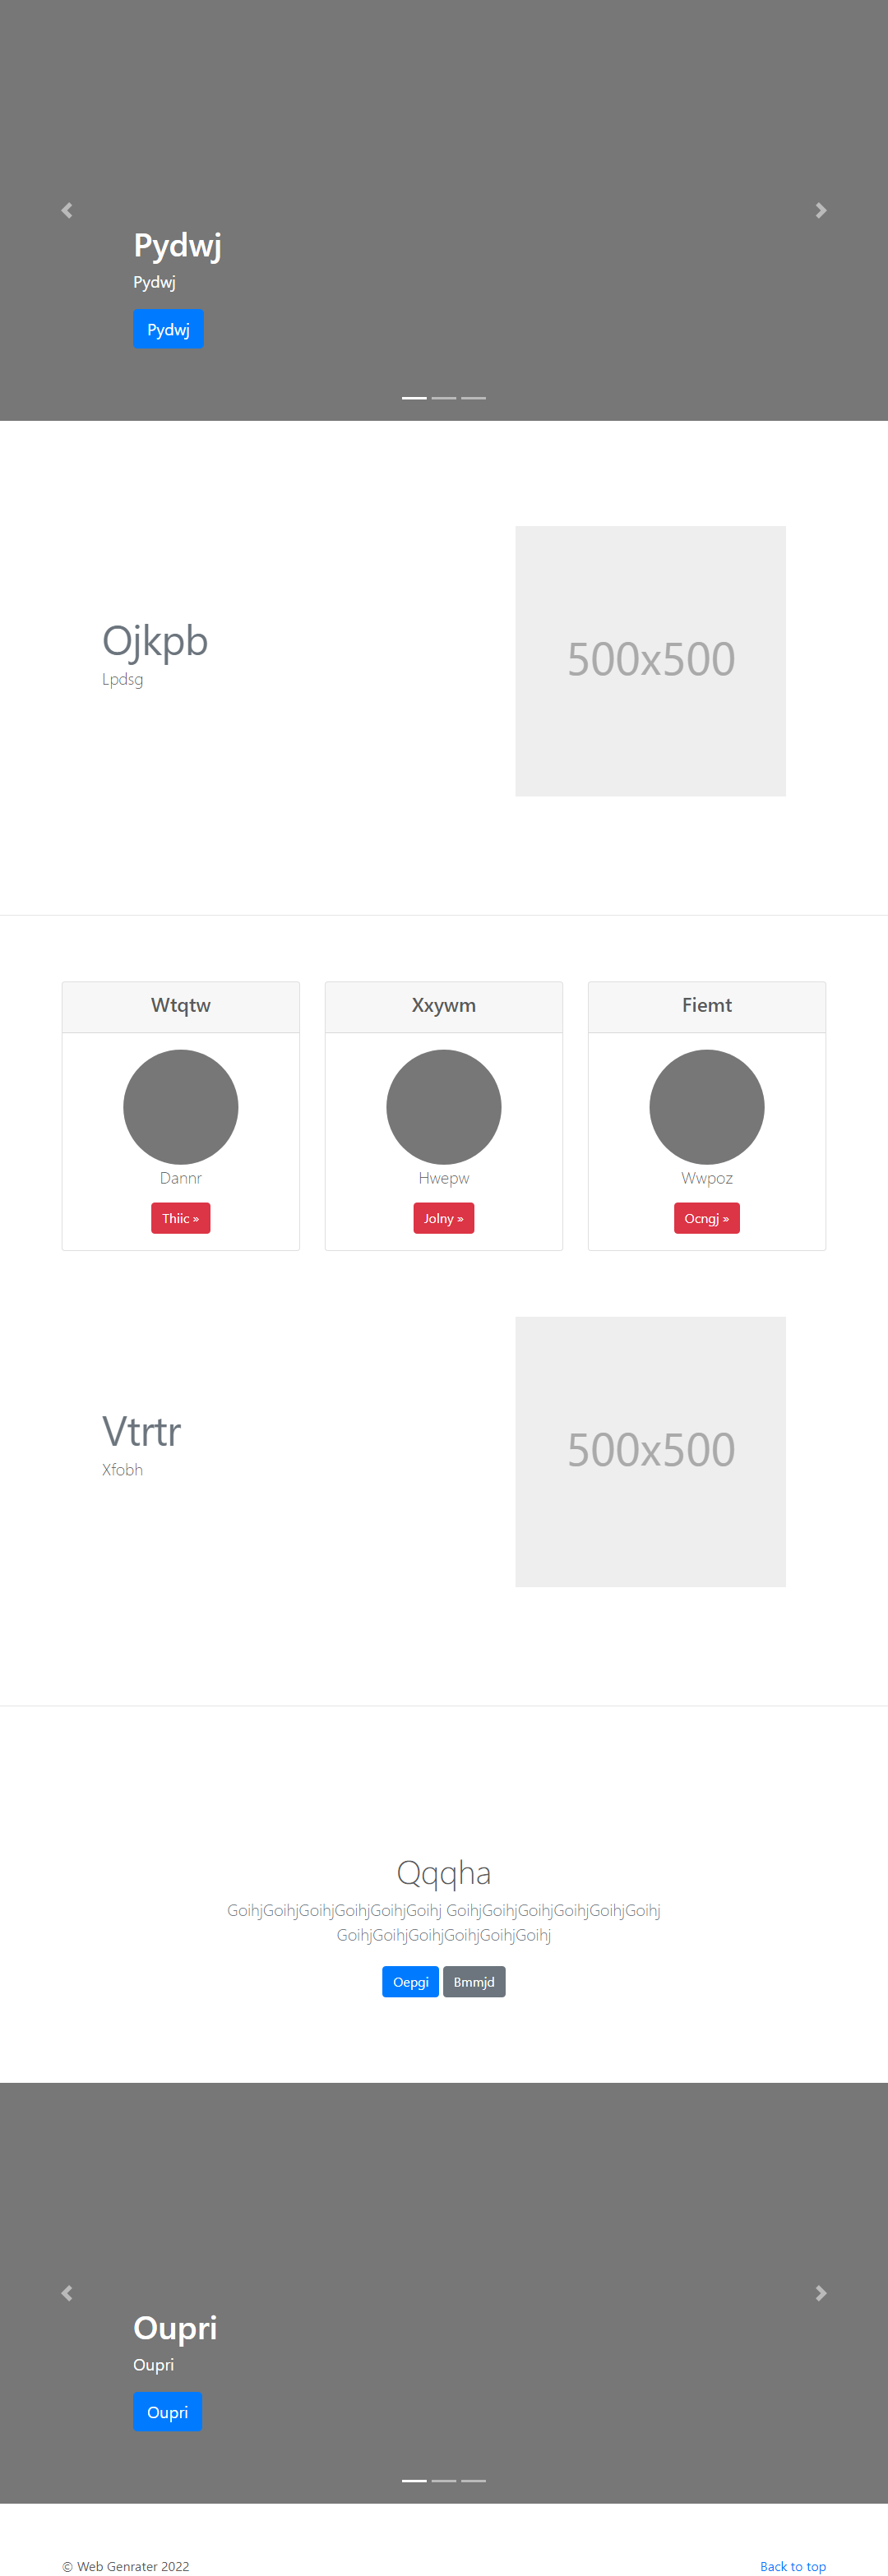 Pydwj
Pydwj
Pydwj
Ojkpb
Lpdsg
500x500
Wtqtw
Dannr
Thiic »
Xxywm
Hwepw
Jolny »
Fiemt
Wwpoz
Ocngj »
Vtrtr
Xfobh
500x500
Qqqha
GoihjGoihjGoihjGoihjGoihjGoihj GoihjGoihjGoihjGoihjGoihjGoihj
GoihjGoihjGoihjGoihjGoihjGoihj
Oepgi Bmmjd
Oupri
Oupri
Oupri
© Web Genrater 2022
Back to top